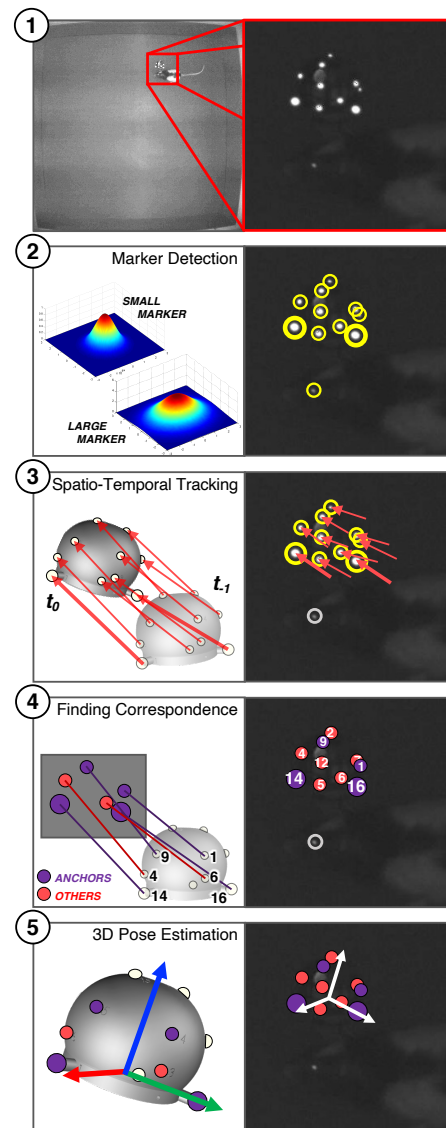 1
2
Marker Detection
SMALL
MARKER
LARGE
MARKER
3
Spatio-Temporal Tracking
t0
t-1
4
Finding Correspondence
9
1
4
6
14
16
ANCHORS
OTHERS
2
9
4
12
1
14
6
16
5
5
3D Pose Estimation